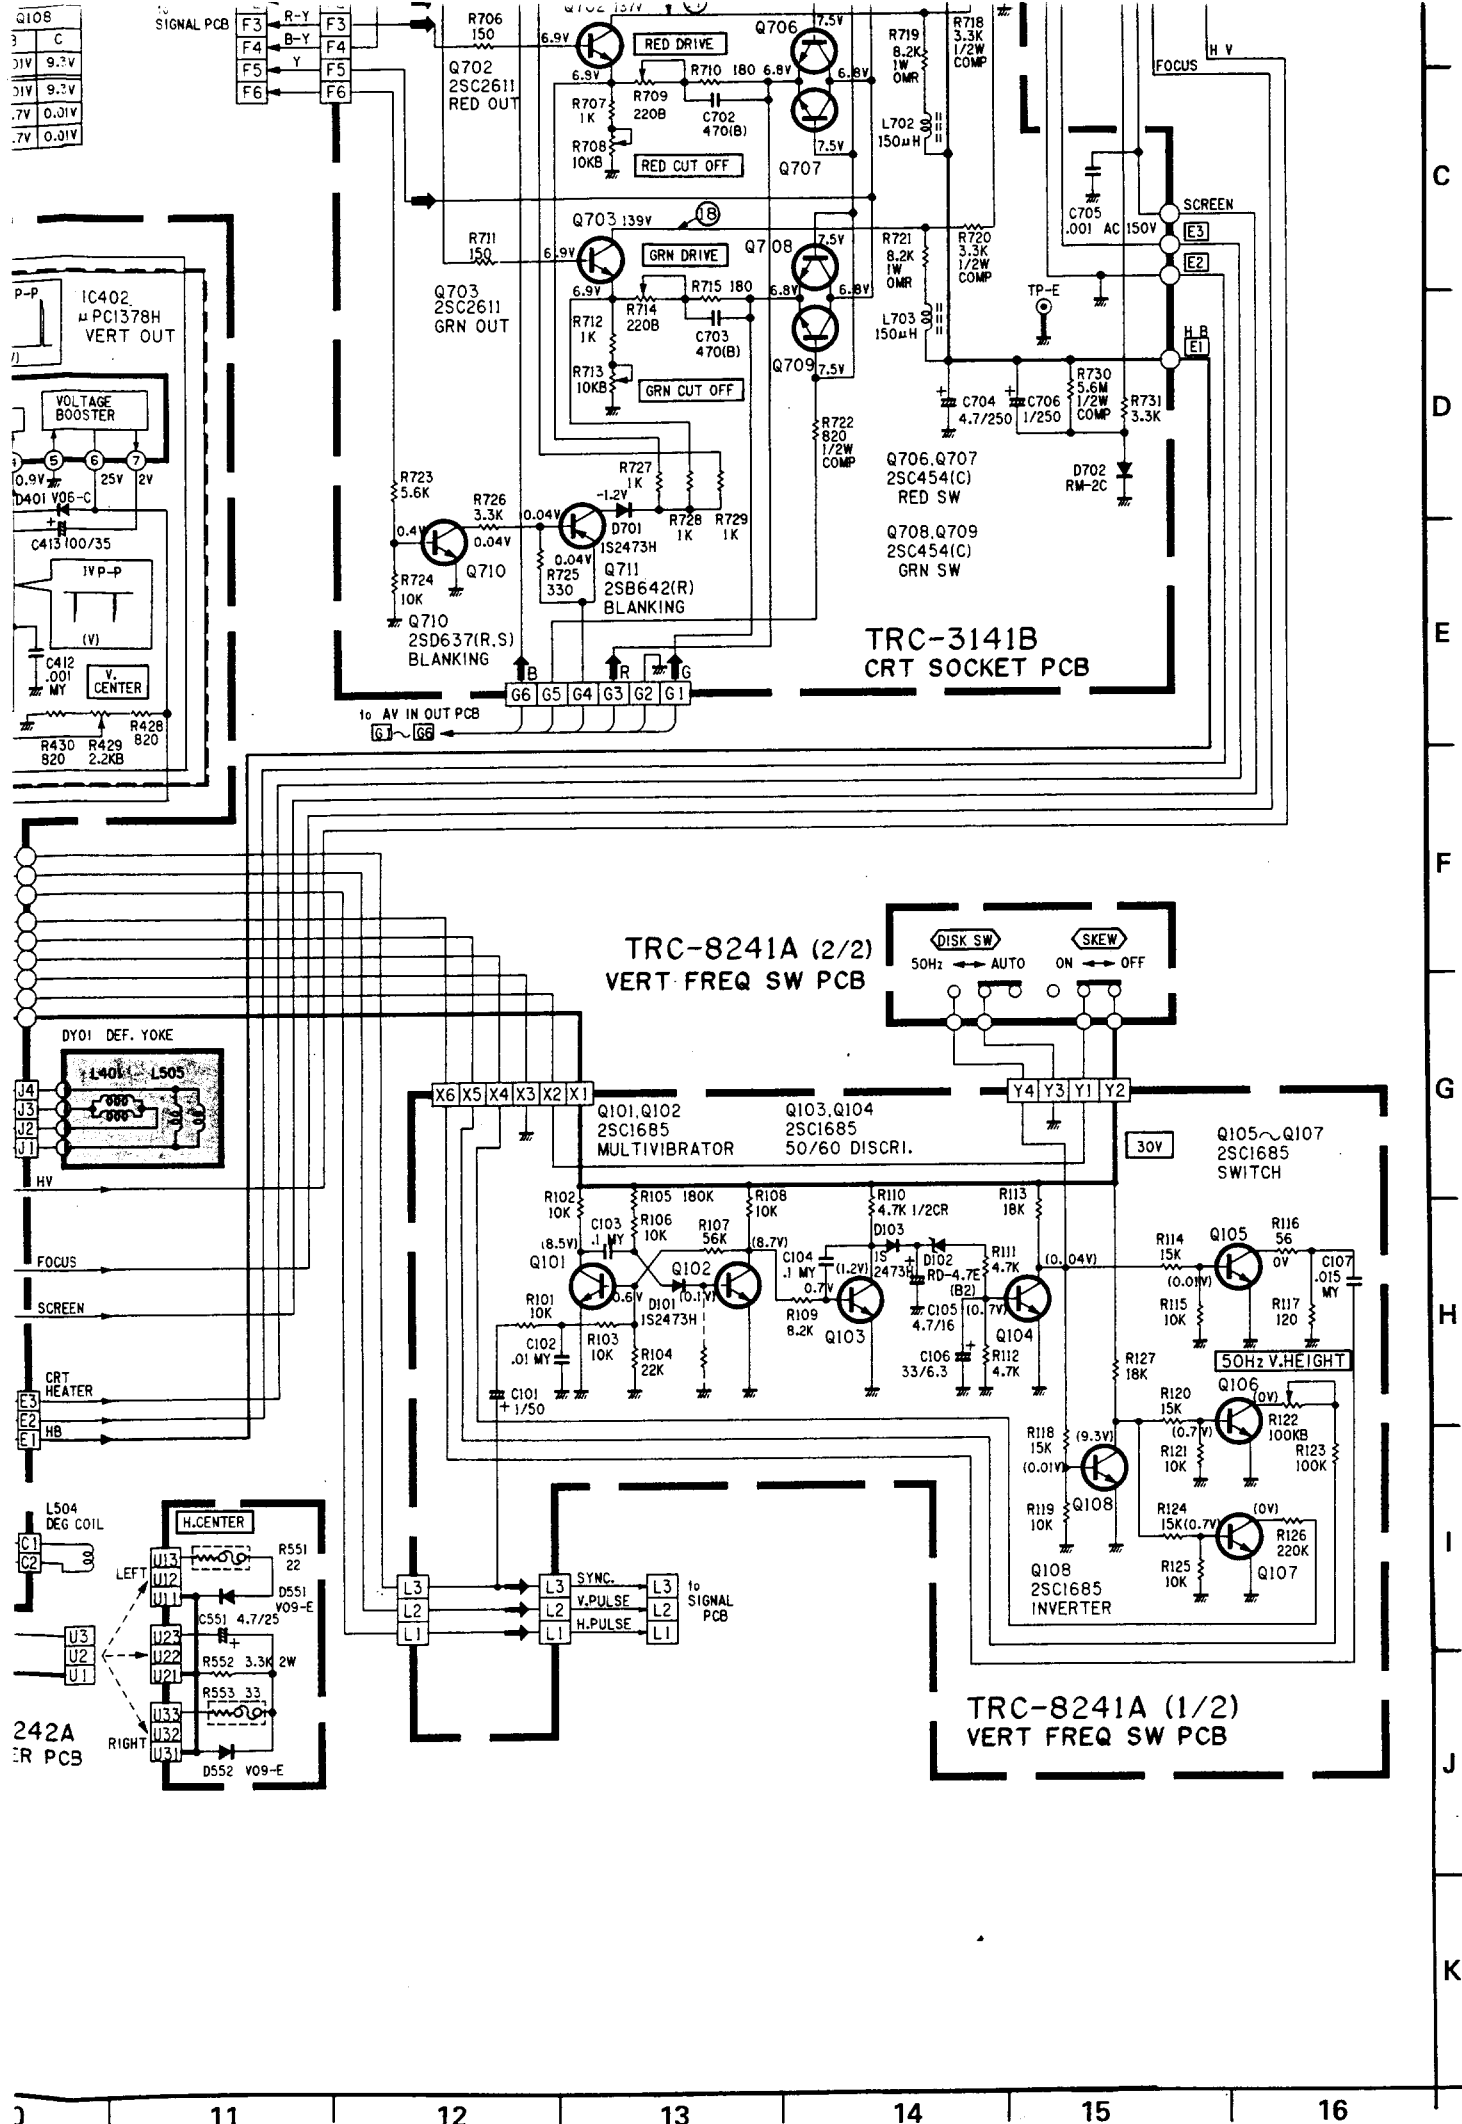 Q108
C
9.3V
9.3V
.7V 0.01V
.7V 0.01V
to
SIGNAL PCB
F3 R-Y F3
F4 B-Y F4
F5 Y F5
F6 F6
R706
150
Q702
2SC2611
RED OUT
6.9V
RED DRIVE
6.9V
R709
220B
R710 180
6.8V
C702
470(B)
R707
1K
R708
10KB
RED CUT OFF
Q706
7.5V
6.8V
7.5V
Q707
R719
8.2K
1W
OMR
R718
3.3K
1/2W
COMP
L702
150μH
H V
FOCUS
C705
.001 AC 150V
SCREEN
E3
E2
H B
E1
C
R711
150
Q703 139V
18
6.9V
GRN DRIVE
Q703
2SC2611
GRN OUT
6.9V
R714
220B
R715 180
6.8V
C703
470(B)
R712
1K
R713
10KB
GRN CUT OFF
Q708
7.5V
6.8V
Q709
7.5V
R721
8.2K
1W
OMR
R720
3.3K
1/2W
COMP
L703
150μH
TP-E
C704
4.7/250
C706
1/250
R730
5.6M
1/2W
COMP
R731
3.3K
D702
RM-2C
D
R722
820
1/2W
COMP
Q706,Q707
2SC454(C)
RED SW
Q708,Q709
2SC454(C)
GRN SW
P-P
IC402
μPC1378H
VERT OUT
VOLTAGE
BOOSTER
5 6 7
0.9V 25V 2V
D401 V06-C
C413 100/35
1V P-P
(V)
C412
.001
MY
V.
CENTER
R430
820
R429
2.2KB
R428
820
R723
5.6K
R726
3.3K
0.4V
0.04V
0.04V
R724
10K
Q710
Q710
2SD637(R,S)
BLANKING
R725
330
0.04V
-1.2V
D701
1S2473H
Q711
2SB642(R)
BLANKING
R727
1K
R728
1K
R729
1K
TRC-3141B
CRT SOCKET PCB
E
B R G
G6 G5 G4 G3 G2 G1
to AV IN OUT PCB
G1 ~ G6
F
TRC-8241A (2/2)
VERT FREQ SW PCB
DISK SW SKEW
50Hz AUTO ON OFF
DY01 DEF. YOKE
L401 L505
J4
J3
J2
J1
HV
FOCUS
SCREEN
CRT
HEATER
E3
E2
E1 HB
X6 X5 X4 X3 X2 X1
Y4 Y3 Y1 Y2
G
Q101,Q102
2SC1685
MULTIVIBRATOR
Q103,Q104
2SC1685
50/60 DISCRI.
30V
Q105~Q107
2SC1685
SWITCH
R102
10K
R105 180K
R106
10K
R107
56K
R108
10K
C103
.1 MY
(8.5V)
Q101
0.6V
Q102
(8.7V)
D101
1S2473H
(0.1V)
R101
10K
C102
.01 MY
R103
10K
R104
22K
C101
1/50
C104
.1 MY
0.7V
R109
8.2K
(1.2V)
Q103
R110
4.7K 1/2CR
D103
1S
2473H
D102
RD-4.7E
(B2)
C105
4.7/16
C106
33/6.3
R111
4.7K
(0.7V)
R112
4.7K
Q104
R113
18K
(0.04V)
R114
15K
(0.01V)
R115
10K
Q105
R116
56
0V
R117
120
C107
.015
MY
H
50Hz V.HEIGHT
R127
18K
R120
15K
(0.7V)
R121
10K
Q106
(0V)
R122
100KB
R123
100K
R118
15K
(0.01V)
(9.3V)
Q108
R119
10K
R124
15K
(0.7V)
R125
10K
(0V)
R126
220K
Q107
Q108
2SC1685
INVERTER
I
L504
DEG COIL
C1
C2
H.CENTER
R551
22
LEFT
U13
U12
U11
D551
V09-E
C551 4.7/25
U3
U2
U1
U23
U22
U21
R552 3.3K 2W
R553 33
U33
U32
U31
RIGHT
D552 V09-E
242A
ER PCB
L3 L3 SYNC. L3
L2 L2 V.PULSE L2
L1 L1 H.PULSE L1
to
SIGNAL
PCB
TRC-8241A (1/2)
VERT FREQ SW PCB
J
K
11 12 13 14 15 16